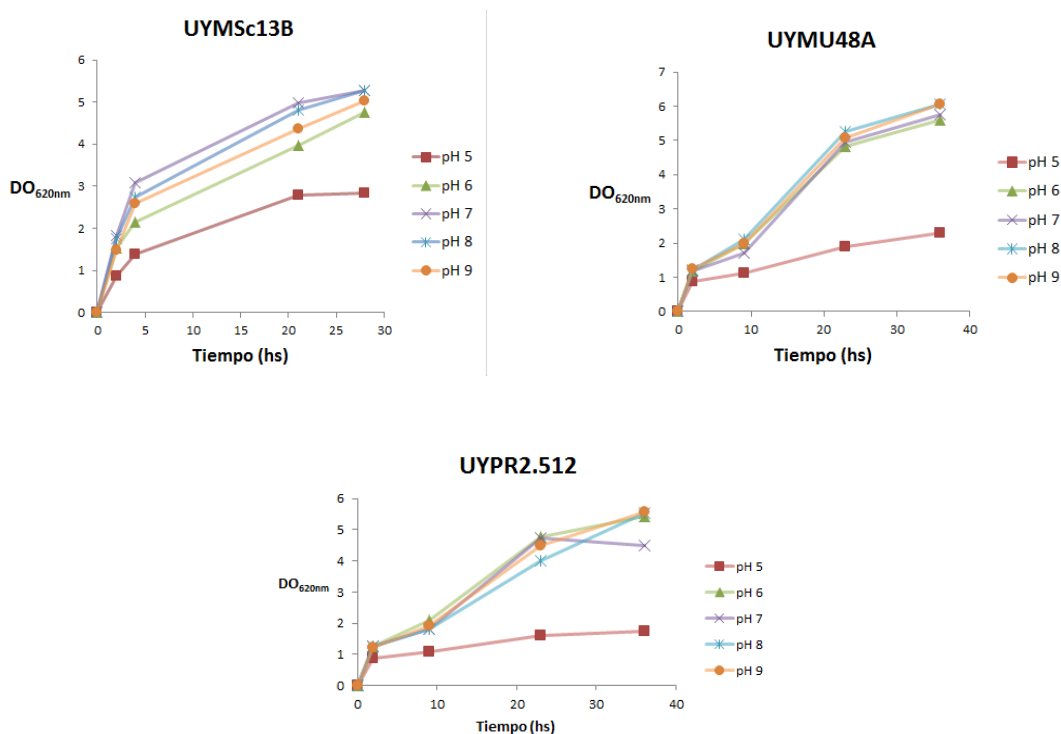 UYMSc13B
6
5
4
3
2
1
0
DO620nm
0 5 10 15 20 25 30
Tiempo (hs)
pH 5
pH 6
pH 7
pH 8
pH 9
UYMU48A
7
6
5
4
3
2
1
0
DO620nm
0 10 20 30 40
Tiempo (hs)
pH 5
pH 6
pH 7
pH 8
pH 9
UYPR2.512
6
5
4
3
2
1
0
DO620nm
0 10 20 30 40
Tiempo (hs)
pH 5
pH 6
pH 7
pH 8
pH 9